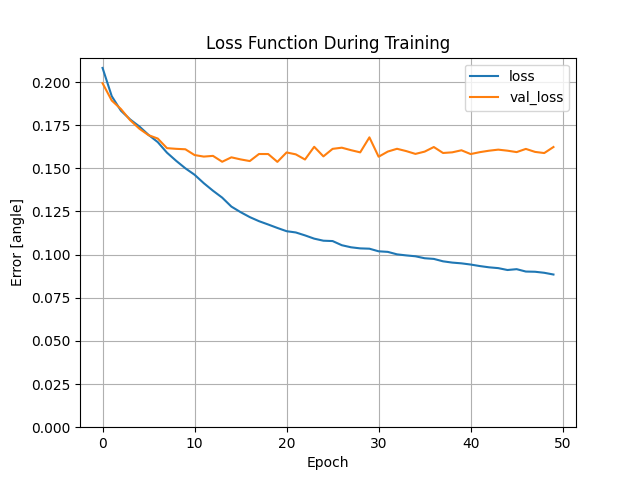 Loss Function During Training
loss
val_loss
0.200
0.175
0.150
0.125
0.100
0.075
0.050
0.025
0.000
Error [angle]
0 10 20 30 40 50
Epoch